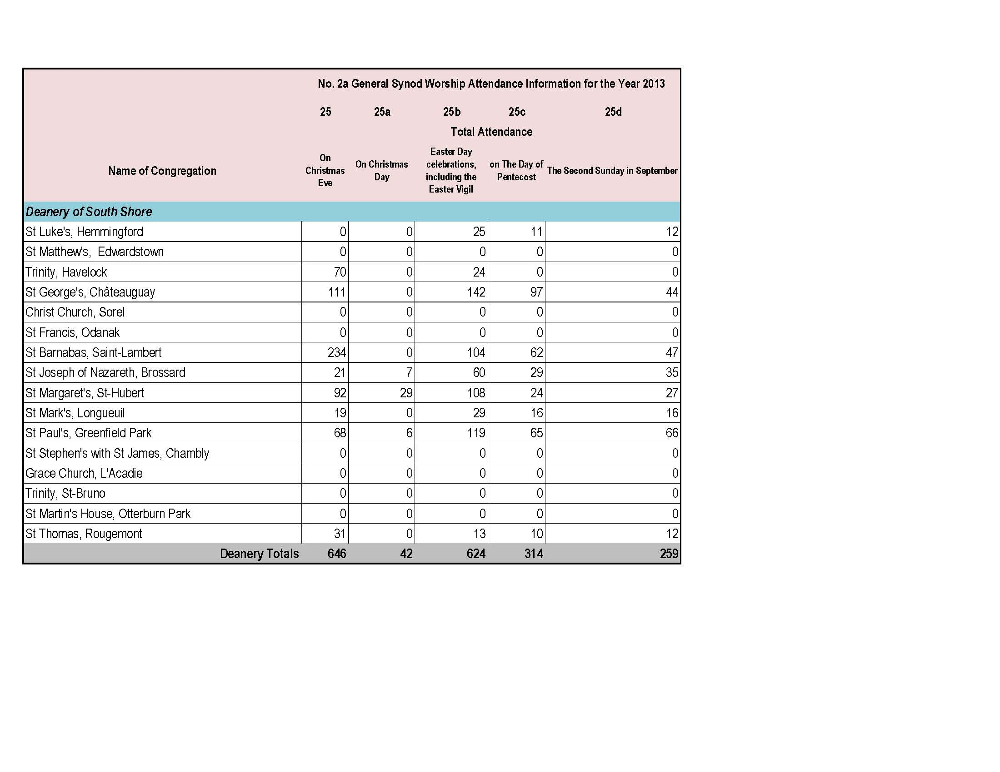 No. 2a General Synod Worship Attendance Information for the Year 2013
25 25a 25b 25c 25d
Total Attendance
Name of Congregation
On
Christmas
Eve
On Christmas
Day
Easter Day
celebrations,
including the
Easter Vigil
on The Day of
Pentecost
The Second Sunday in September
Deanery of South Shore
St Luke's, Hemmingford 0 0 25 11 12
St Matthew's, Edwardstown 0 0 0 0 0
Trinity, Havelock 70 0 24 0 0
St George's, Châteauguay 111 0 142 97 44
Christ Church, Sorel 0 0 0 0 0
St Francis, Odanak 0 0 0 0 0
St Barnabas, Saint-Lambert 234 0 104 62 47
St Joseph of Nazareth, Brossard 21 7 60 29 35
St Margaret's, St-Hubert 92 29 108 24 27
St Mark's, Longueuil 19 0 29 16 16
St Paul's, Greenfield Park 68 6 119 65 66
St Stephen's with St James, Chambly 0 0 0 0 0
Grace Church, L'Acadie 0 0 0 0 0
Trinity, St-Bruno 0 0 0 0 0
St Martin's House, Otterburn Park 0 0 0 0 0
St Thomas, Rougemont 31 0 13 10 12
Deanery Totals 646 42 624 314 259